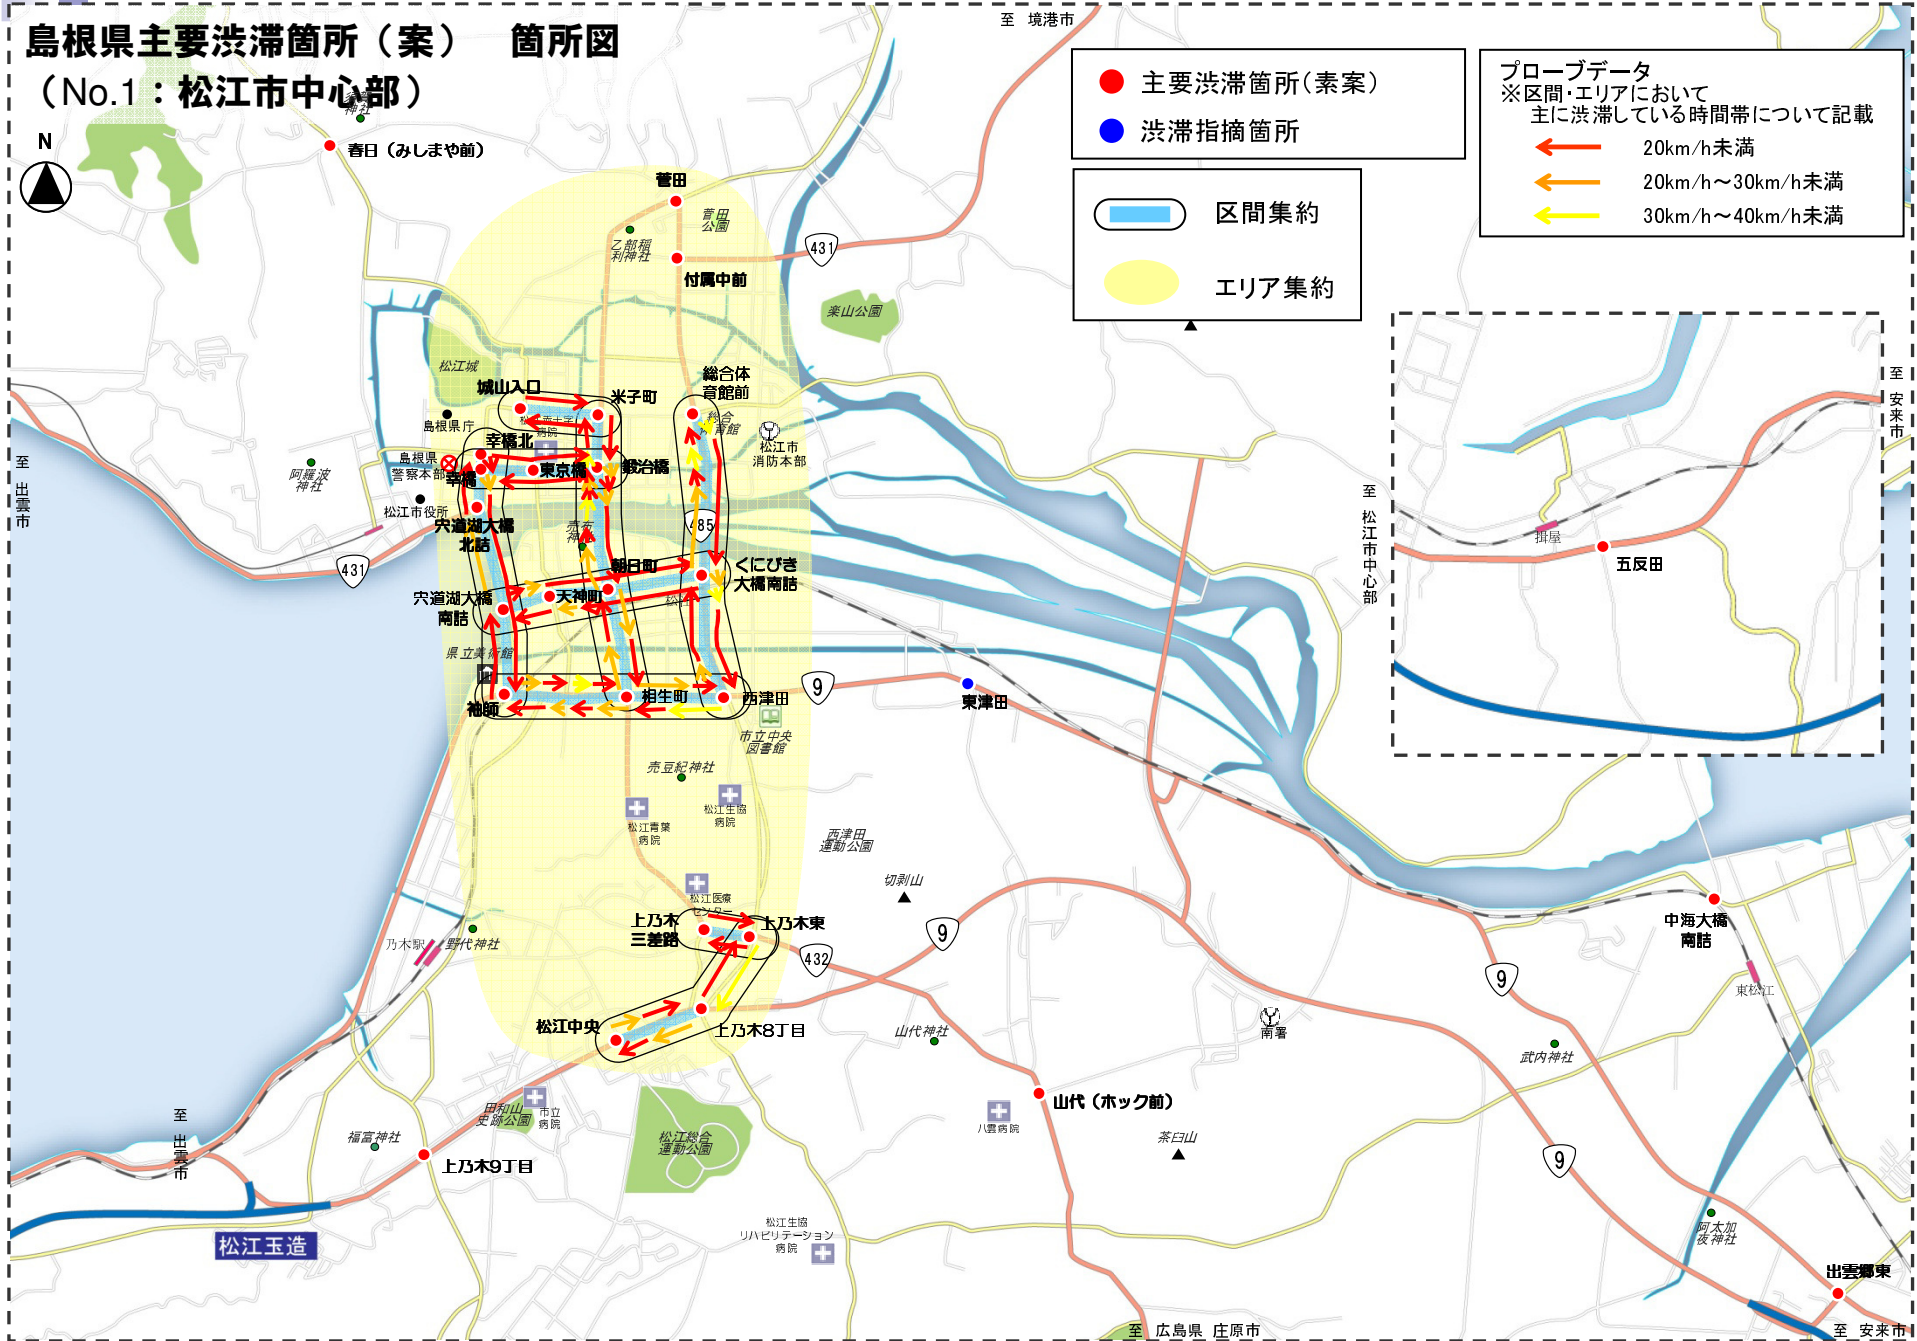 島根県主要渋滞箇所（案）　箇所図
（No.1：松江市中心部）
N
至 境港市
主要渋滞箇所（素案）
渋滞指摘箇所
区間集約
エリア集約
プローブデータ
※区間・エリアにおいて
主に渋滞している時間帯について記載
20km/h未満
20km/h～30km/h未満
30km/h～40km/h未満
春日（みしまや前）
菅田
菅田
公園
乙部稲
利神社
付属中前
431
楽山公園
松江城
城山入口
米子町
総合体
育館前
島根県庁
幸橋北
病院
松江市
消防本部
島根県
警察本部
幸橋
東京橋
鍛治橋
阿羅波
神社
松江市役所
宍道湖大橋
北詰
485
431
朝日町
くにびき
大橋南詰
宍道湖大橋
南詰
天神町
県立美術館
袖師
相生町
西津田
9
東津田
市立中央
図書館
売豆紀神社
松江青葉
病院
松江生協
病院
西津田
運動公園
切剥山
松江医療
センター
上乃木
三差路
上乃木東
乃木駅
野代神社
432
9
松江中央
上乃木8丁目
山代神社
南署
山代（ホック前）
八雲病院
茶臼山
田和山
史跡公園
市立
病院
福富神社
上乃木9丁目
松江総合
運動公園
松江玉造
松江生協
リハビリテーション
病院
至 出雲市
至 出雲市
至 松江市中心部
至 安来市
揖屋
五反田
中海大橋
南詰
東松江
9
武内神社
9
阿太加
夜神社
出雲郷東
至 広島県 庄原市
至 安来市